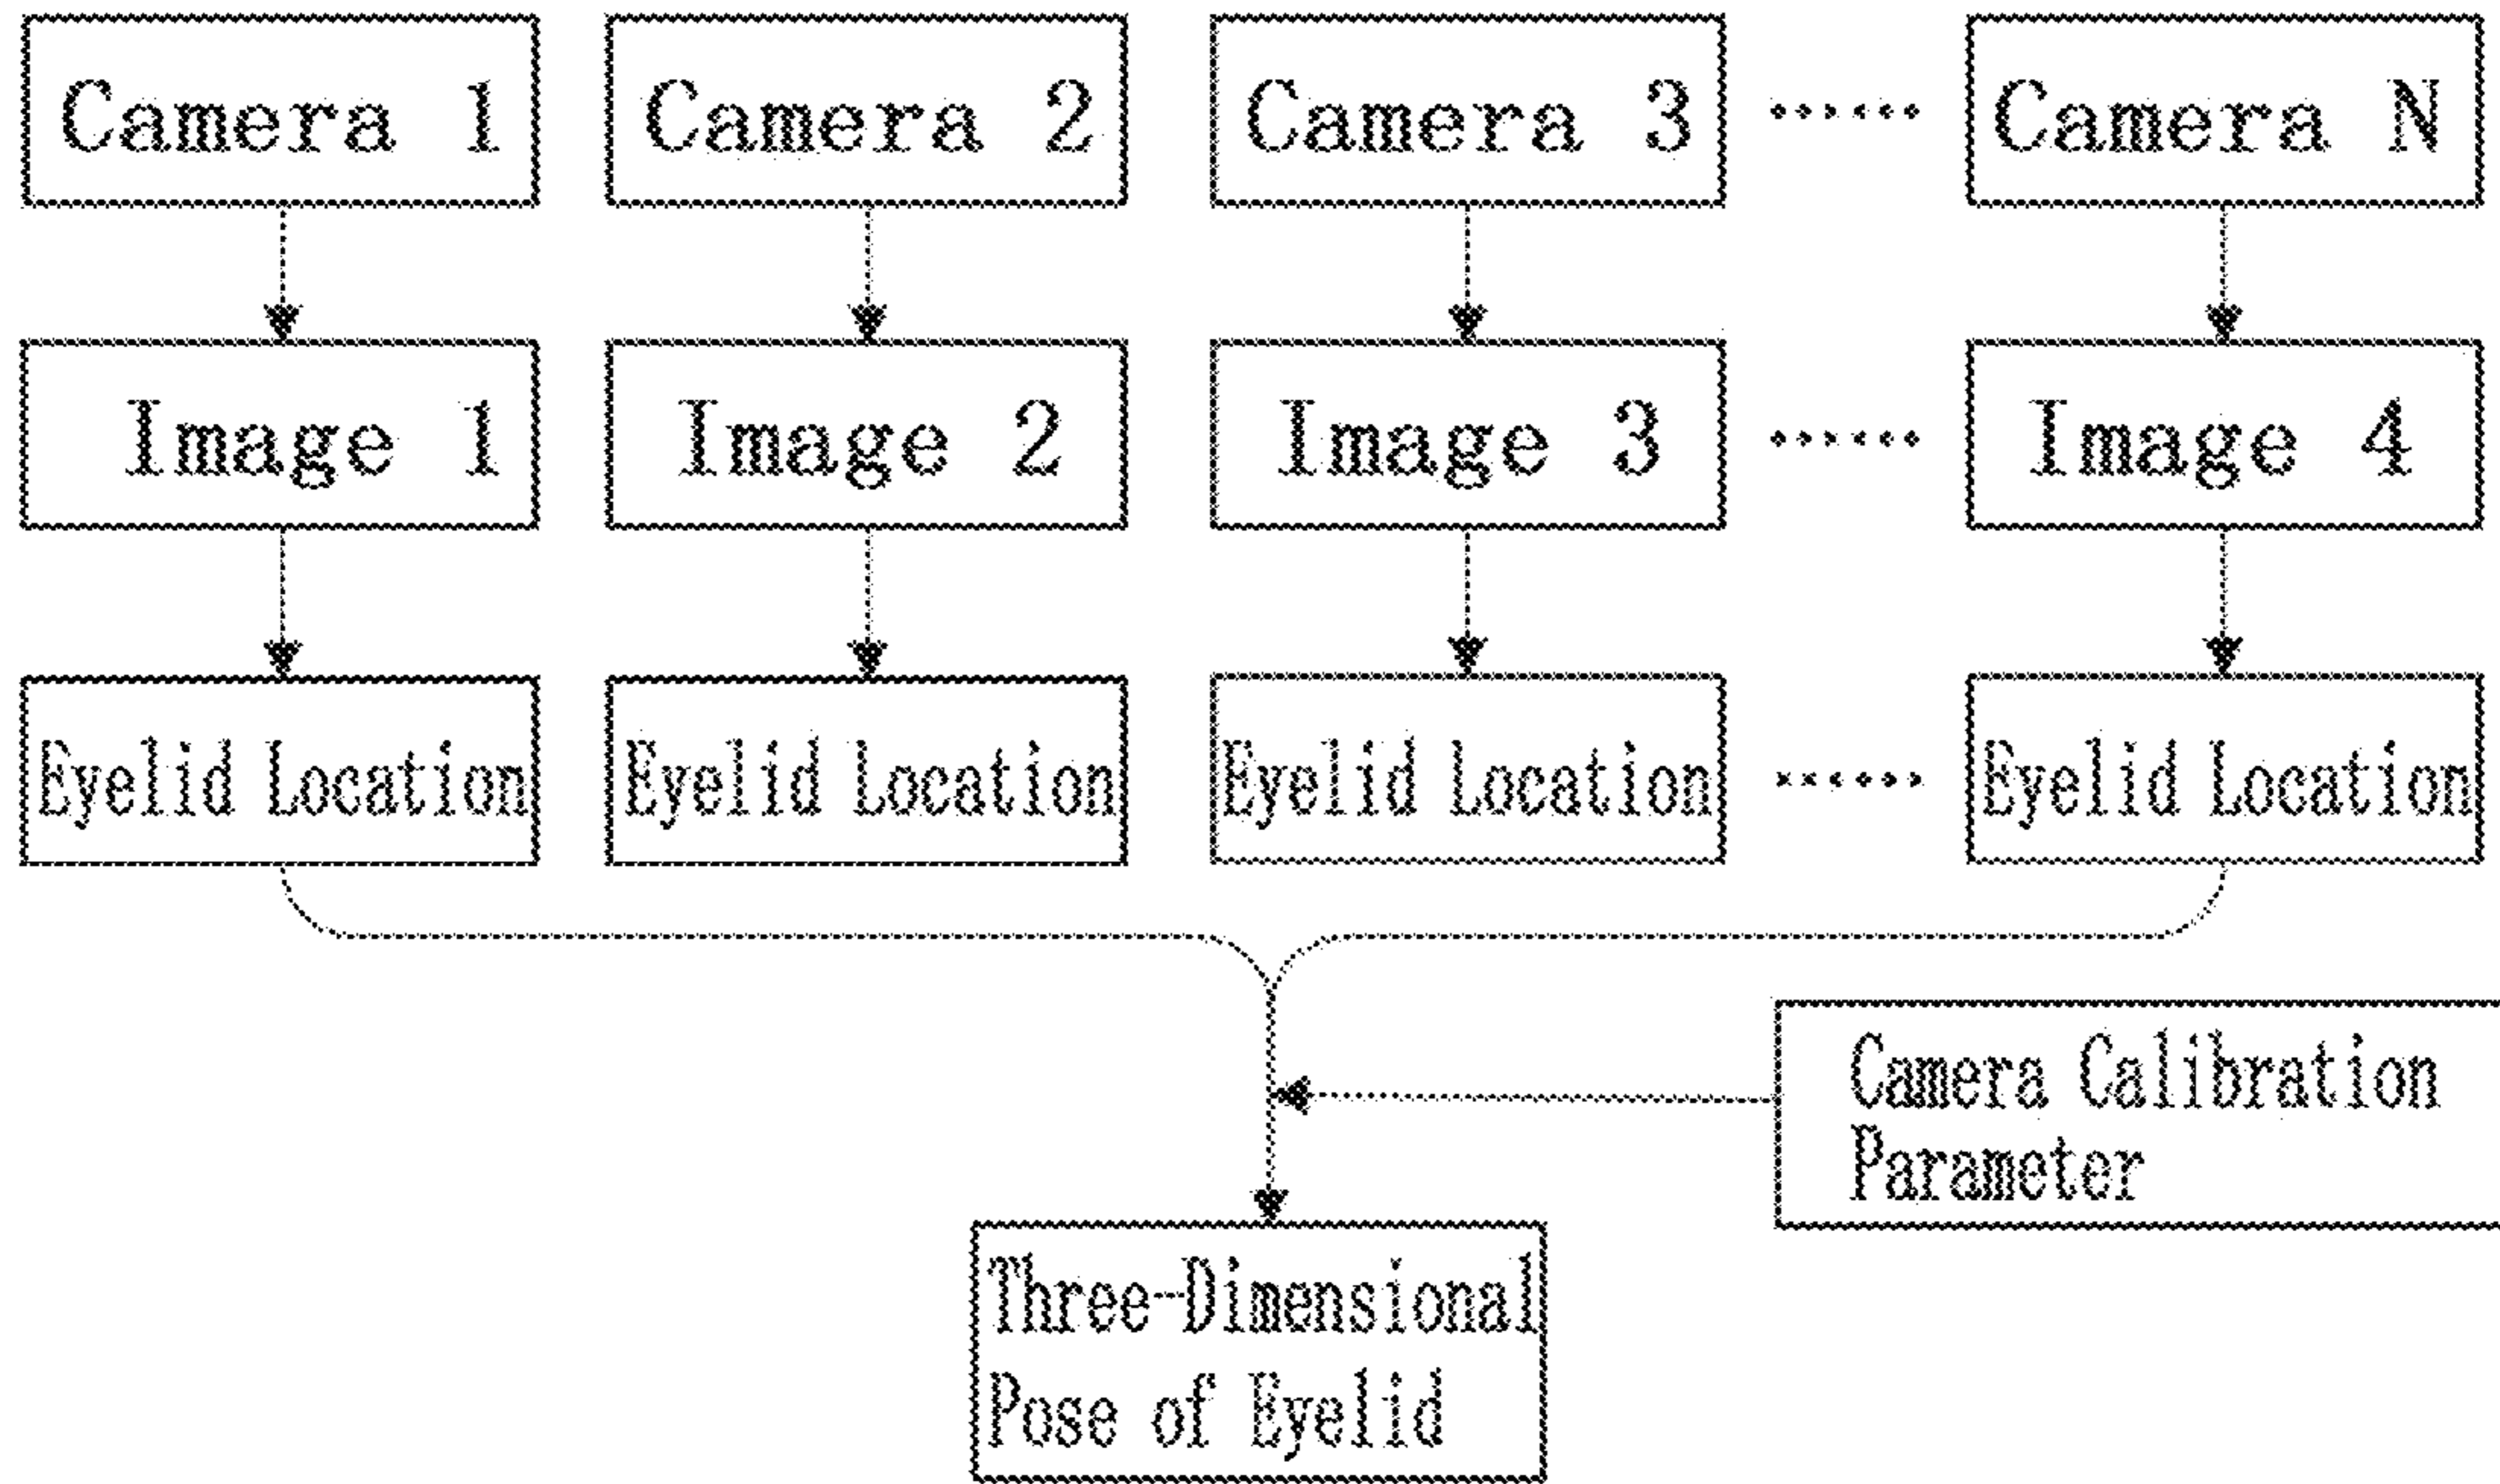 Camera 1
Camera 2
Camera 3
......
Camera N
Image 1
Image 2
Image 3
......
Image 4
Eyelid Location
Eyelid Location
Eyelid Location
......
Eyelid Location
Camera Calibration
Parameter
Three-Dimensional
Pose of Eyelid